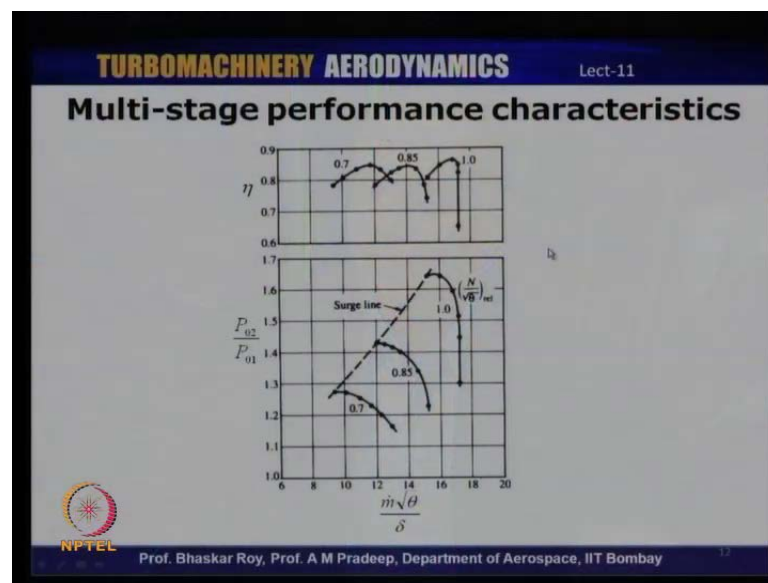 TURBOMACHINERY AERODYNAMICS Lect-11
Multi-stage performance characteristics
0.9
0.8
0.7
0.6
η
0.7
0.85
1.0
1.7
1.6
1.5
1.4
1.3
1.2
1.1
1.0
P02/P01
Surge line
(N/√θ)rel
1.0
0.85
0.7
6 8 10 12 14 16 18 20
ṁ√θ/δ
NPTEL
Prof. Bhaskar Roy, Prof. A M Pradeep, Department of Aerospace, IIT Bombay
12